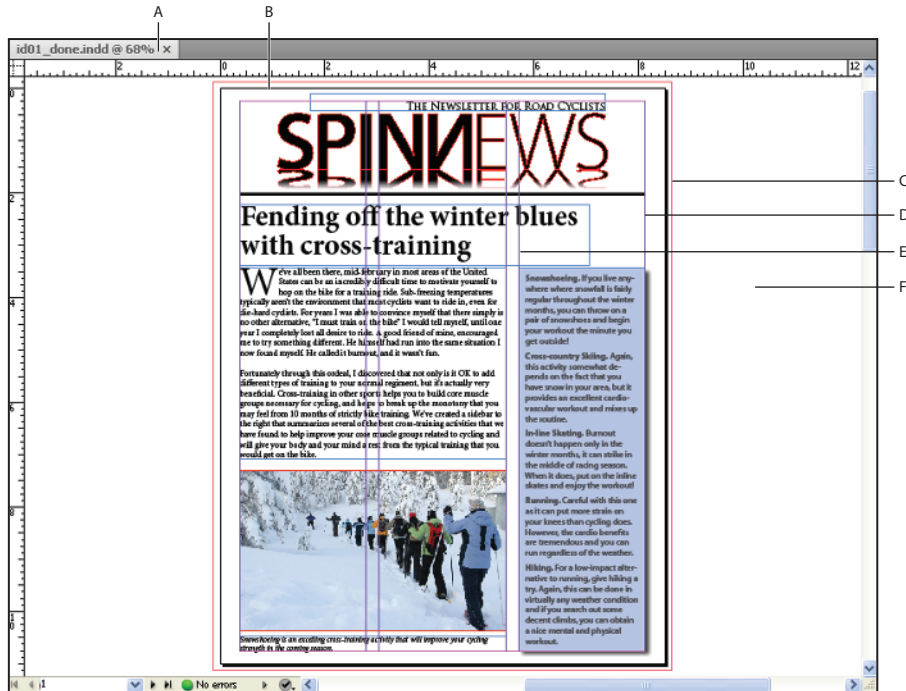 A
B
id01_done.indd @ 68% ×
2 0 2 4 6 8 10 12
0
THE NEWSLETTER FOR ROAD CYCLISTS
SPINNEWS
C
2
D
Fending off the winter blues
with cross-training
E
We've all been there, mid-february in most areas of the United
States can be an incredibly difficult time to motivate yourself to
hop on the bike for a training ride. Sub-freezing temperatures
typically aren't the environment that most cyclists want to ride in, even for
die-hard cyclists. For years I was able to convince myself that there simply is
no other alternative, "I must train on the bike" I would tell myself, until one
year I completely lost all desire to ride. A good friend of mine, encouraged
me to try something different. He himself had run into the same situation I
now found myself. He called it burnout, and it wasn't fun.
Fortunately through this ordeal, I discovered that not only is it OK to add
different types of training to your normal regiment, but it's actually very
beneficial. Cross-training in other sports helps you to build core muscle
groups necessary for cycling, and helps to break up the monotony that you
may feel from 10 months of strictly bike training. We've created a sidebar to
the right that summarizes several of the best cross-training activities that we
have found to help improve your core muscle groups related to cycling and
will give your body and your mind a rest from the typical training that you
would get on the bike.
Snowshoeing is an excelling cross-training activity that will improve your cycling
strength in the coming season.
Snowshoeing. If you live any-
where where snowfall is fairly
regular throughout the winter
months, you can throw on a
pair of snowshoes and begin
your workout the minute you
get outside!
Cross-country Skiing. Again,
this activity somewhat de-
pends on the fact that you
have snow in your area, but it
provides an excellent cardio-
vascular workout and mixes up
the routine.
In-line Skating. Burnout
doesn't happen only in the
winter months, it can strike in
the middle of racing season.
When it does, put on the inline
skates and enjoy the workout!
Running. Careful with this one
as it can put more strain on
your knees than cycling does.
However, the cardio benefits
are tremendous and you can
run regardless of the weather.
Hiking. For a low-impact alter-
native to running, give hiking a
try. Again, this can be done in
virtually any weather condition
and if you search out some
decent climbs, you can obtain
a nice mental and physical
workout.
F
4
6
8
10
1 No errors